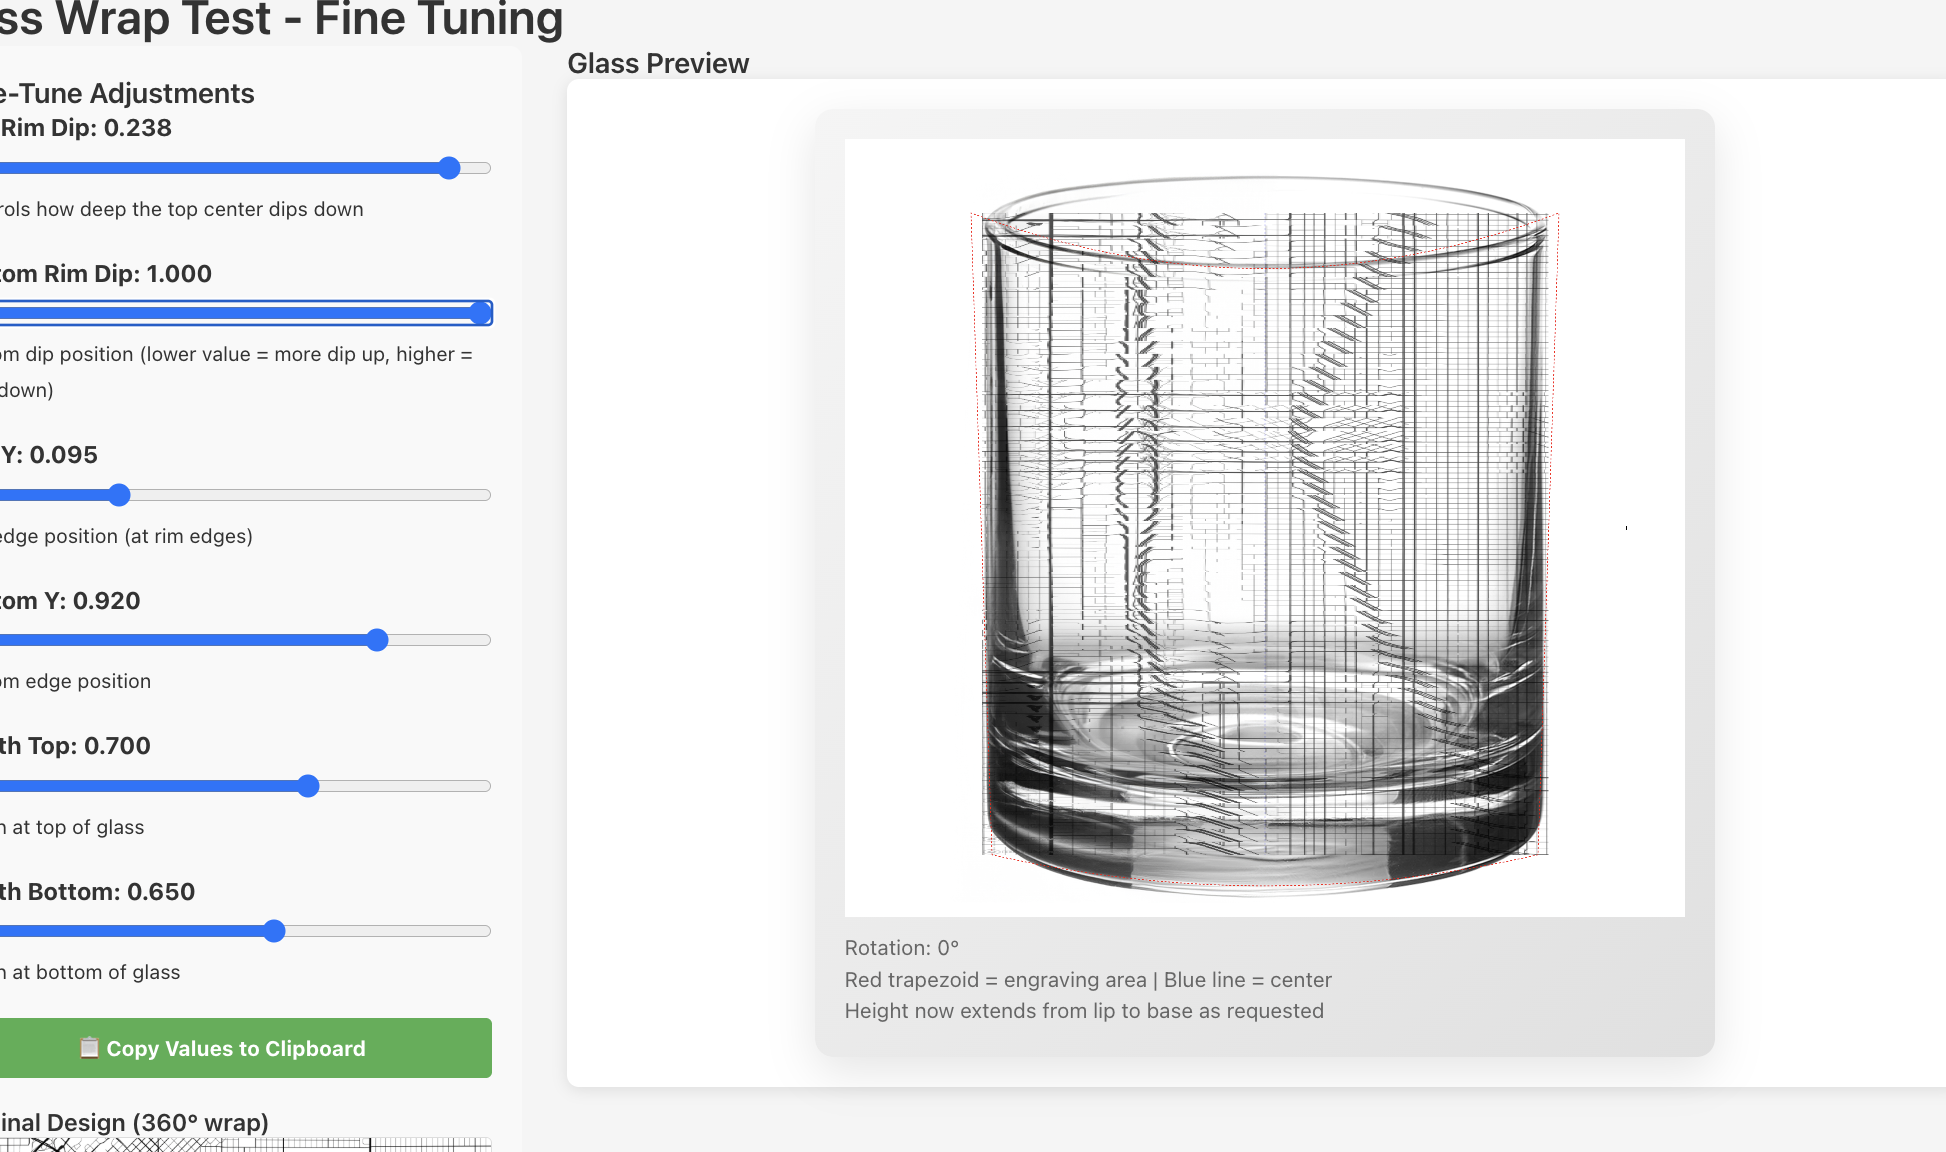 ss Wrap Test - Fine Tuning
e-Tune Adjustments
Rim Dip: 0.238
rols how deep the top center dips down
tom Rim Dip: 1.000
om dip position (lower value = more dip up, higher =
down)
Y: 0.095
edge position (at rim edges)
tom Y: 0.920
om edge position
th Top: 0.700
h at top of glass
th Bottom: 0.650
h at bottom of glass
📋 Copy Values to Clipboard
inal Design (360° wrap)
Glass Preview
Rotation: 0°
Red trapezoid = engraving area | Blue line = center
Height now extends from lip to base as requested